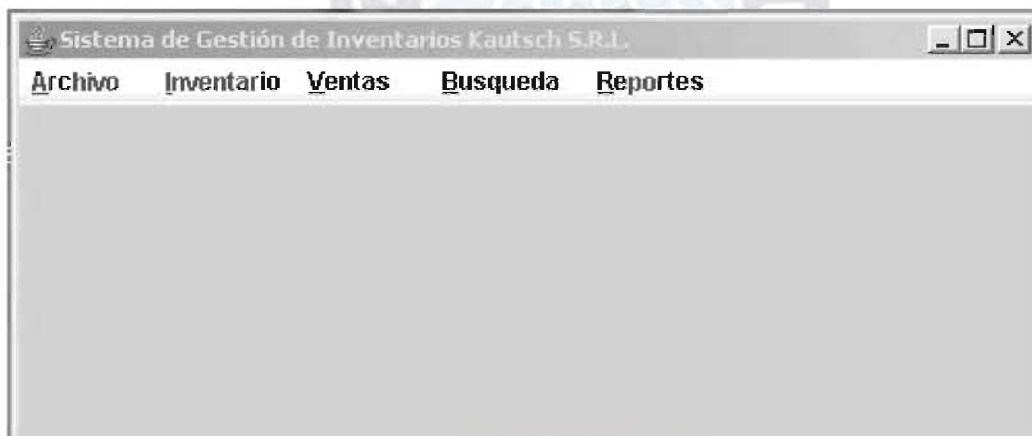 Sistema de Gestión de Inventarios Kautsch S.R.L.
Archivo Inventario Ventas Busqueda Reportes